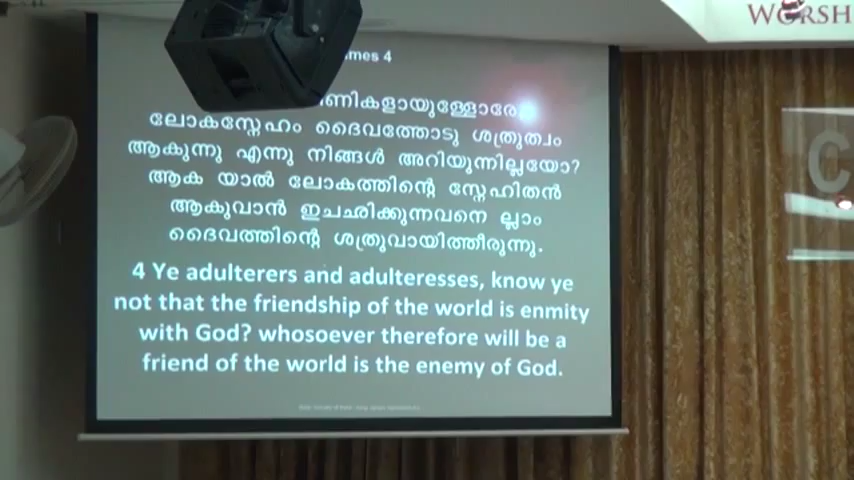 WORSH
mes 4
ണികളായുള്ളോരേ
ലോകസ്നേഹം ദൈവത്തോടു ശത്രുത്വം
ആകുന്നു എന്നു നിങ്ങൾ അറിയുന്നില്ലയോ?
ആക യാൽ ലോകത്തിന്റെ സ്നേഹിതൻ
ആകുവാൻ ഇചഛിക്കുന്നവനെ ല്ലാം
ദൈവത്തിന്റെ ശത്രുവായിത്തീരുന്നു.
4 Ye adulterers and adulteresses, know ye
not that the friendship of the world is enmity
with God? whosoever therefore will be a
friend of the world is the enemy of God.
C